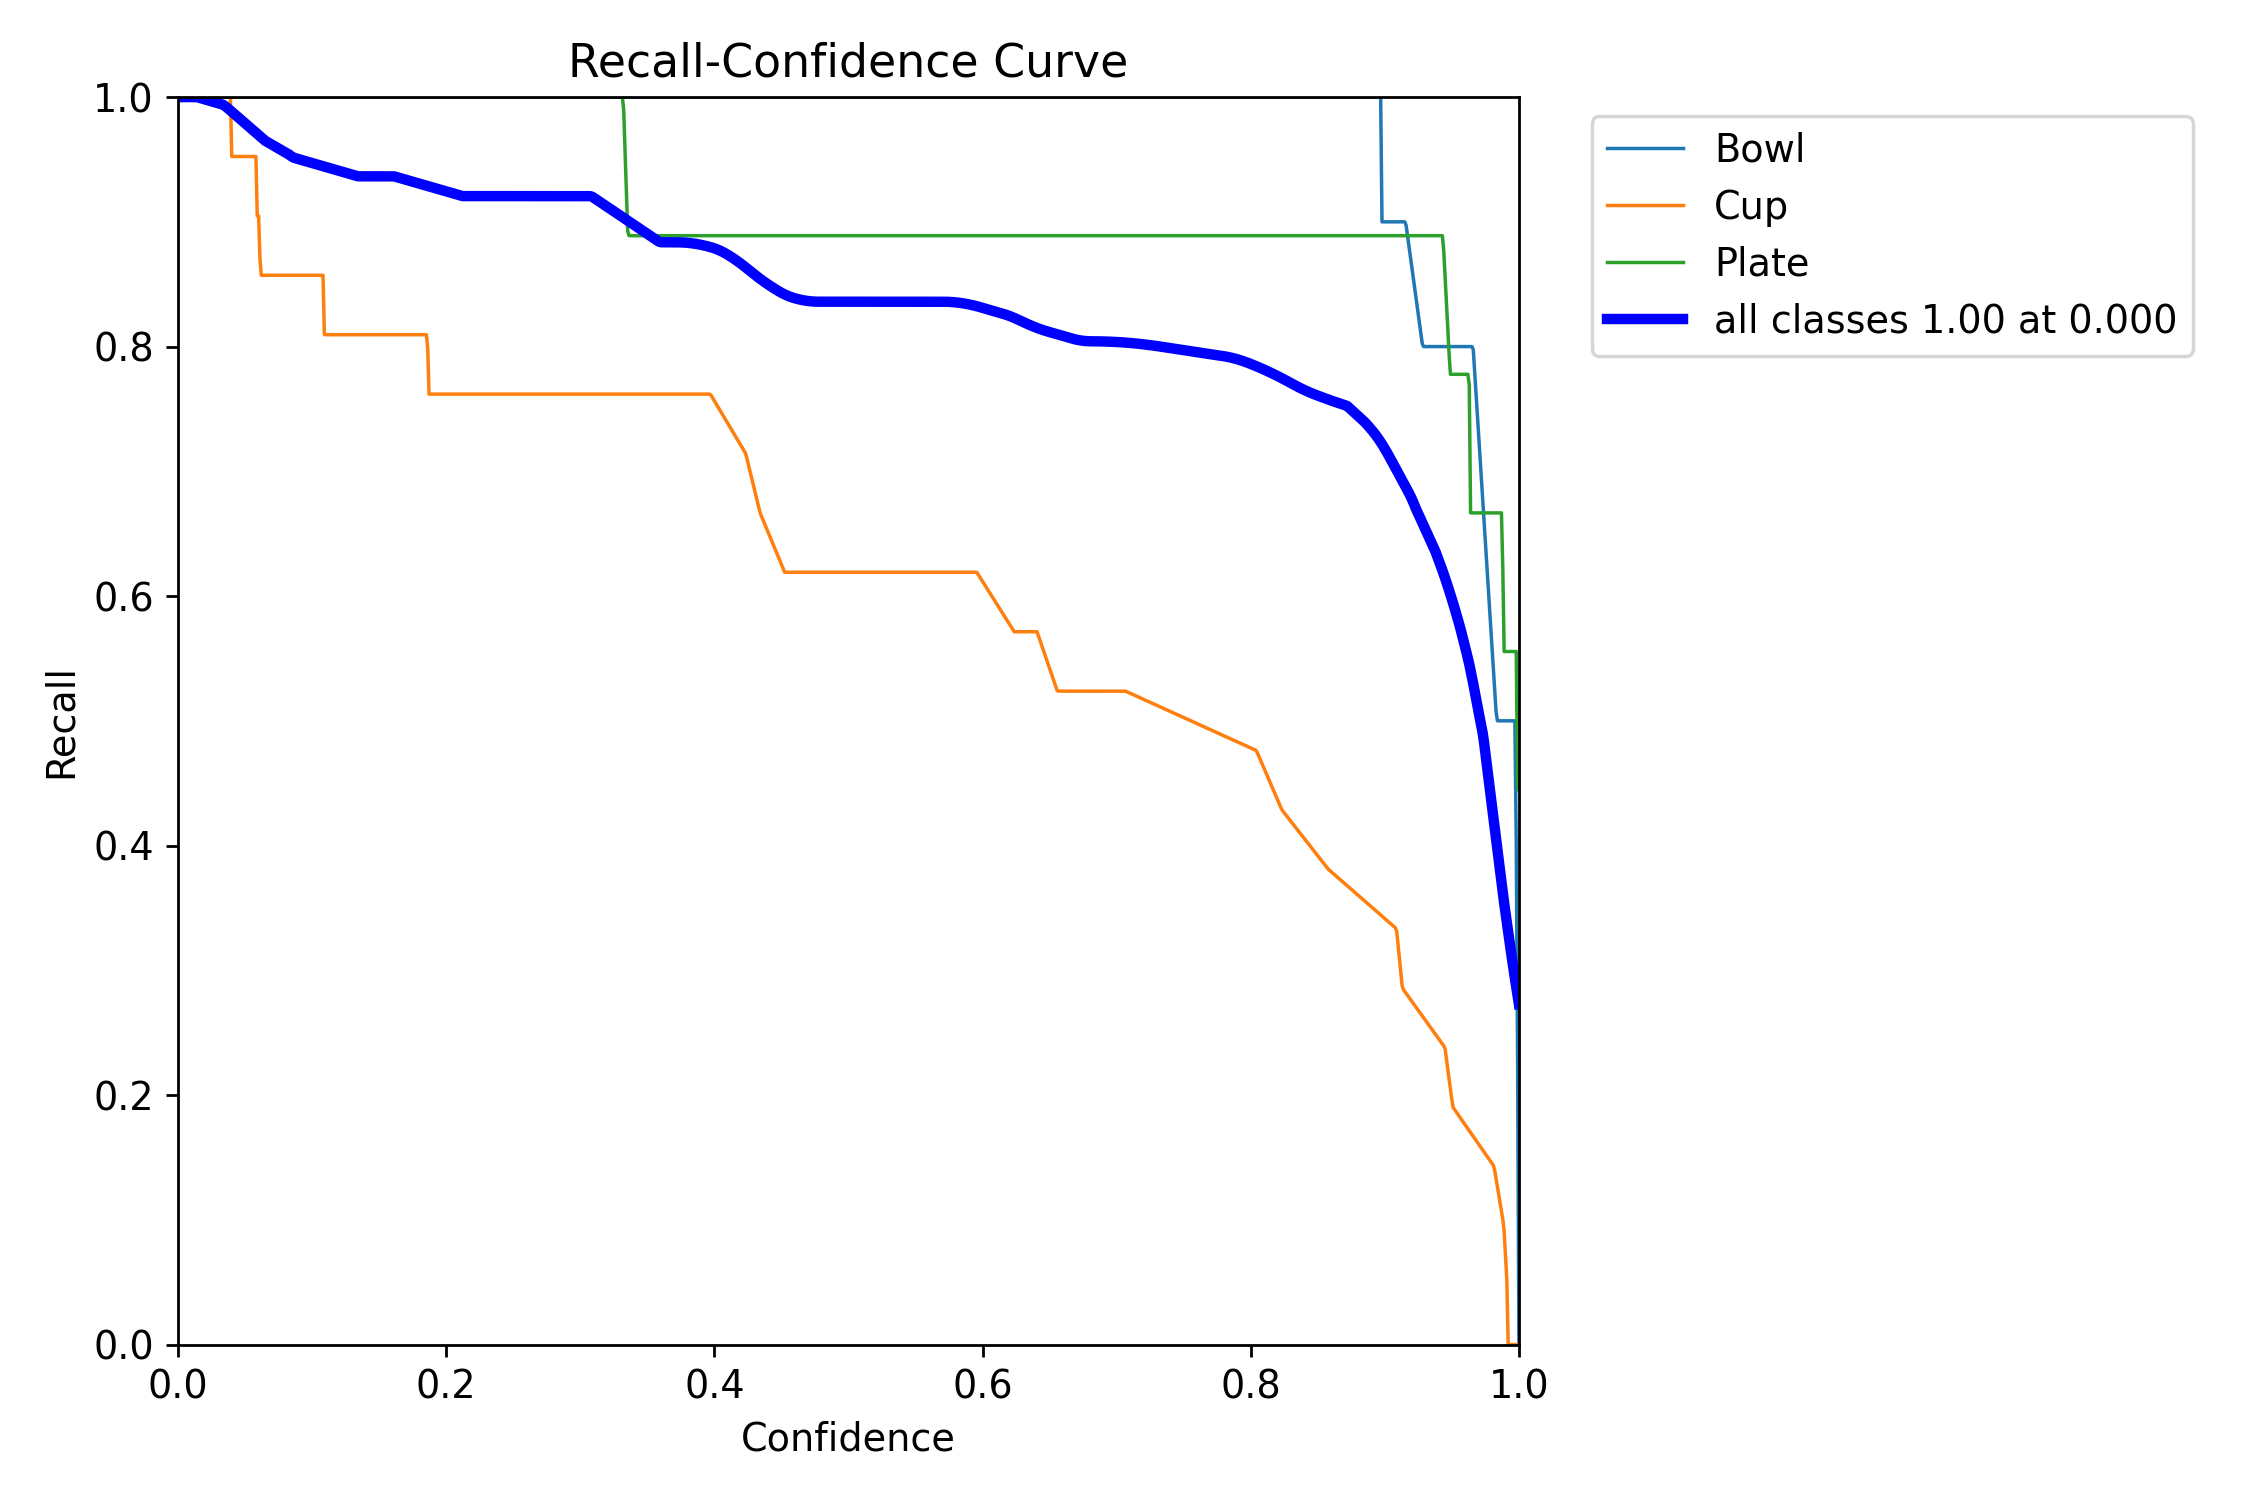 Recall-Confidence Curve
Bowl
Cup
Plate
all classes 1.00 at 0.000
Recall
1.0
0.8
0.6
0.4
0.2
0.0
0.0 0.2 0.4 0.6 0.8 1.0
Confidence